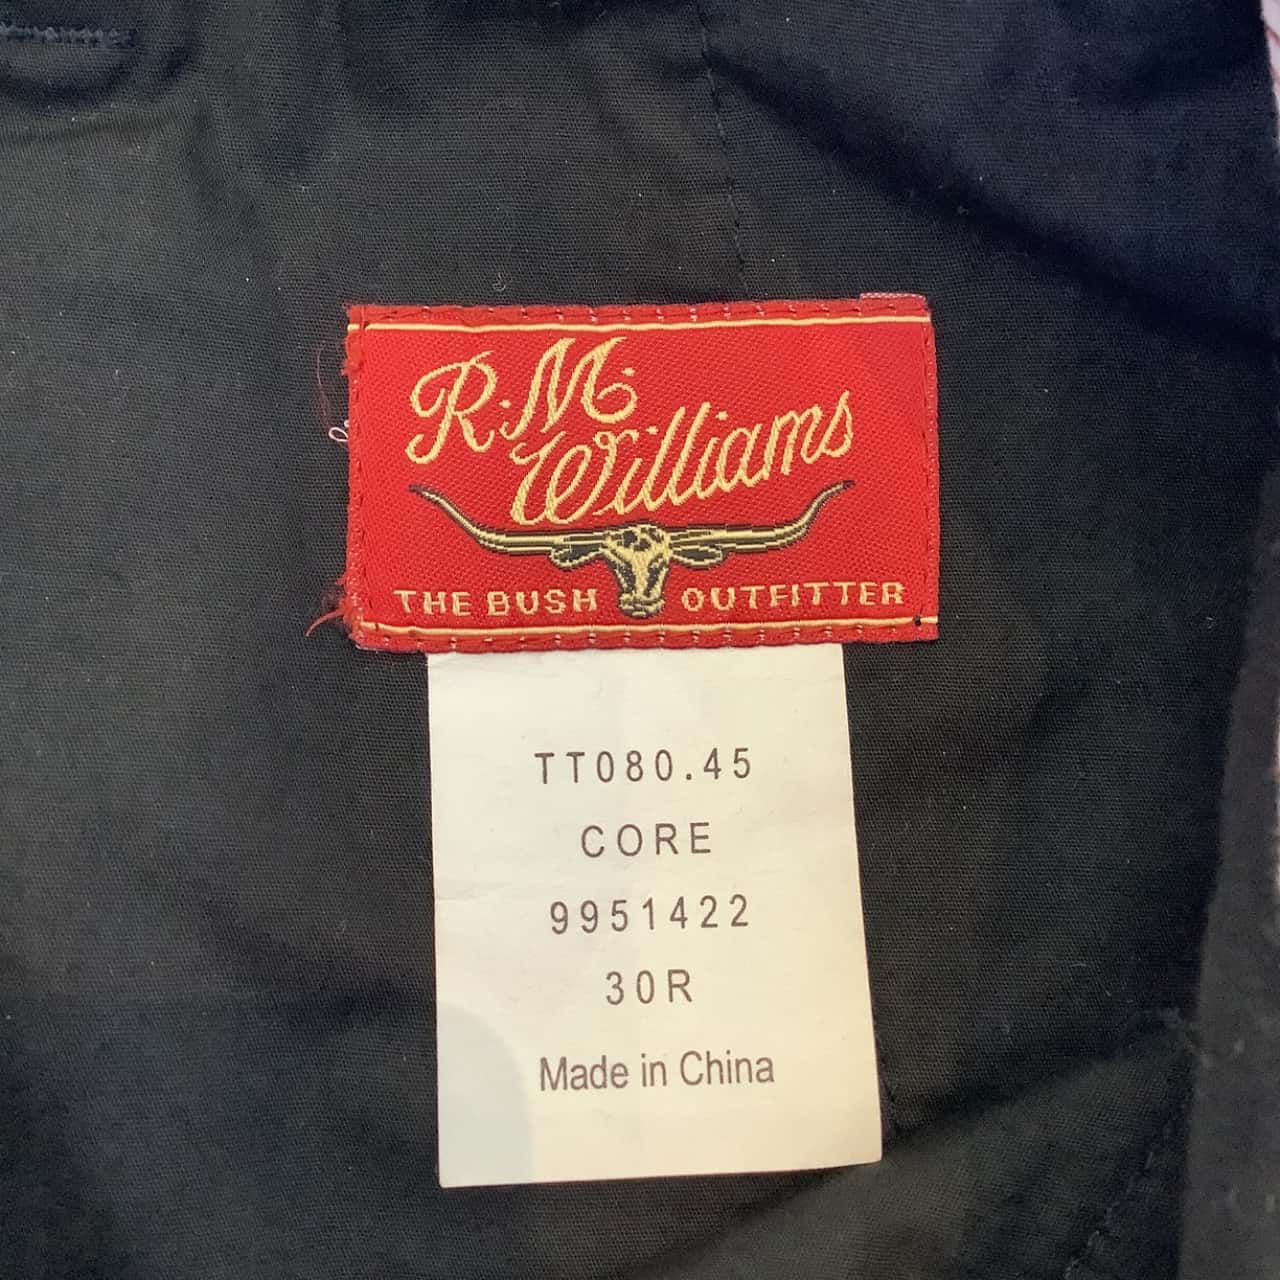 R.M.
Williams
THE BUSH OUTFITTER
TT080.45
CORE
9951422
30R
Made in China